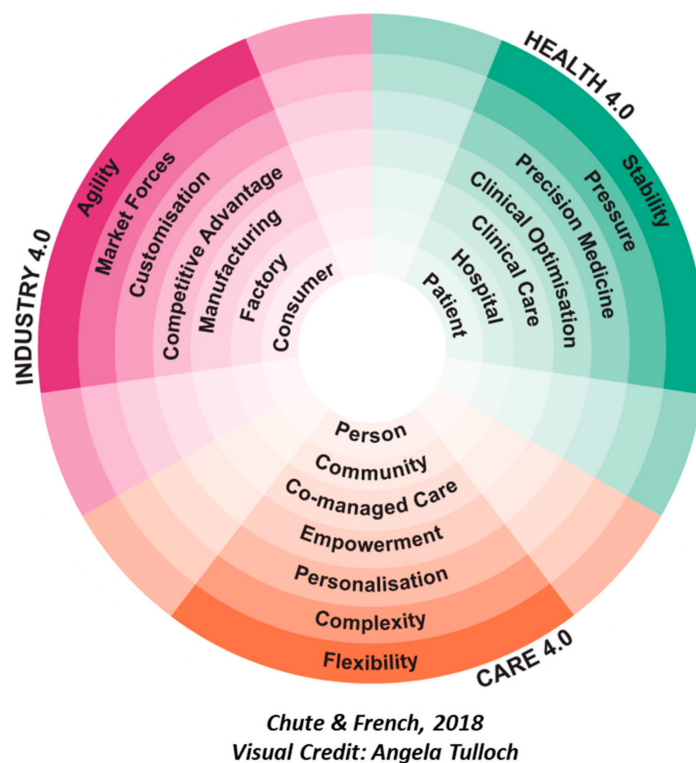 INDUSTRY 4.0
Agility
Market Forces
Customisation
Competitive Advantage
Manufacturing
Factory
Consumer
HEALTH 4.0
Stability
Pressure
Precision Medicine
Clinical Optimisation
Clinical Care
Hospital
Patient
Person
Community
Co-managed Care
Empowerment
Personalisation
Complexity
Flexibility
CARE 4.0
Chute & French, 2018
Visual Credit: Angela Tulloch